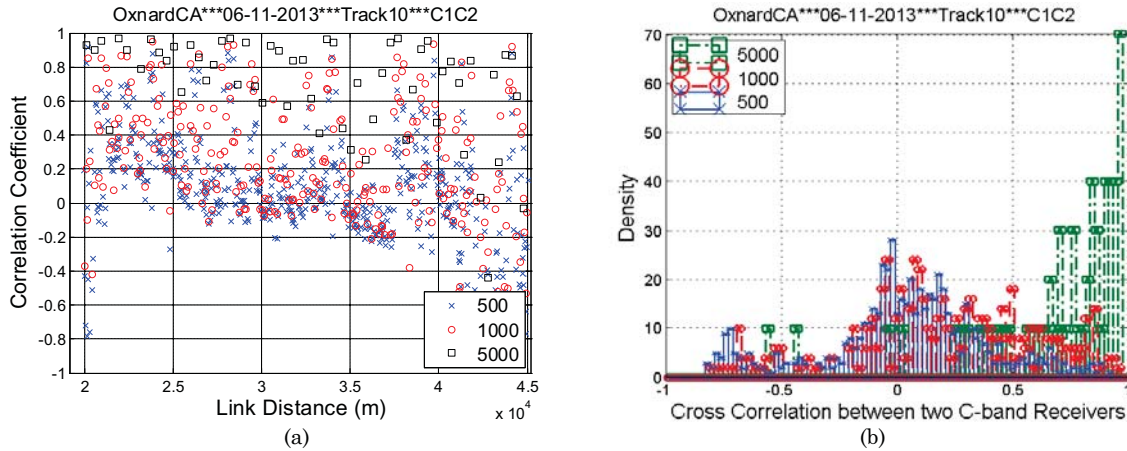 OxnardCA***06-11-2013***Track10***C1C2
1
0.8
0.6
0.4
0.2
0
-0.2
-0.4
-0.6
-0.8
-1
Correlation Coefficient
500
1000
5000
2 2.5 3 3.5 4 4.5
Link Distance (m)
x 10⁴
(a)
OxnardCA***06-11-2013***Track10***C1C2
70
60
50
40
30
20
10
0
Density
5000
1000
500
-1 -0.5 0 0.5 1
Cross Correlation between two C-band Receivers
(b)